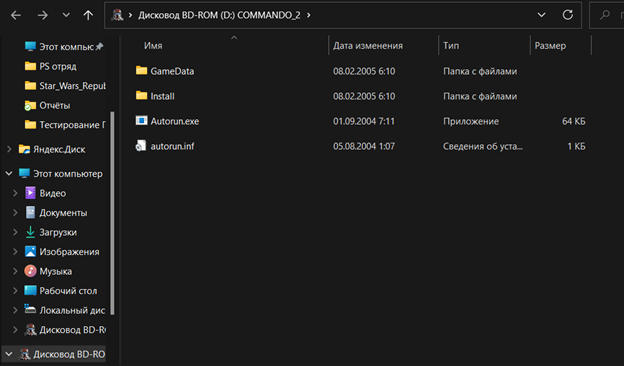 Дисковод BD-ROM (D:) COMMANDO_2
П
Имя Дата изменения Тип Размер
Этот компьютер
PS отряд
Star_Wars_Repub
Отчёты
Тестирование П
Яндекс.Диск
Этот компьютер
Видео
Документы
Загрузки
Изображения
Музыка
Рабочий стол
Локальный дис
Дисковод BD-RO
Дисковод BD-RO
GameData 08.02.2005 6:10 Папка с файлами
Install 08.02.2005 6:10 Папка с файлами
Autorun.exe 01.09.2004 7:11 Приложение 64 КБ
autorun.inf 05.08.2004 1:07 Сведения об уста... 1 КБ